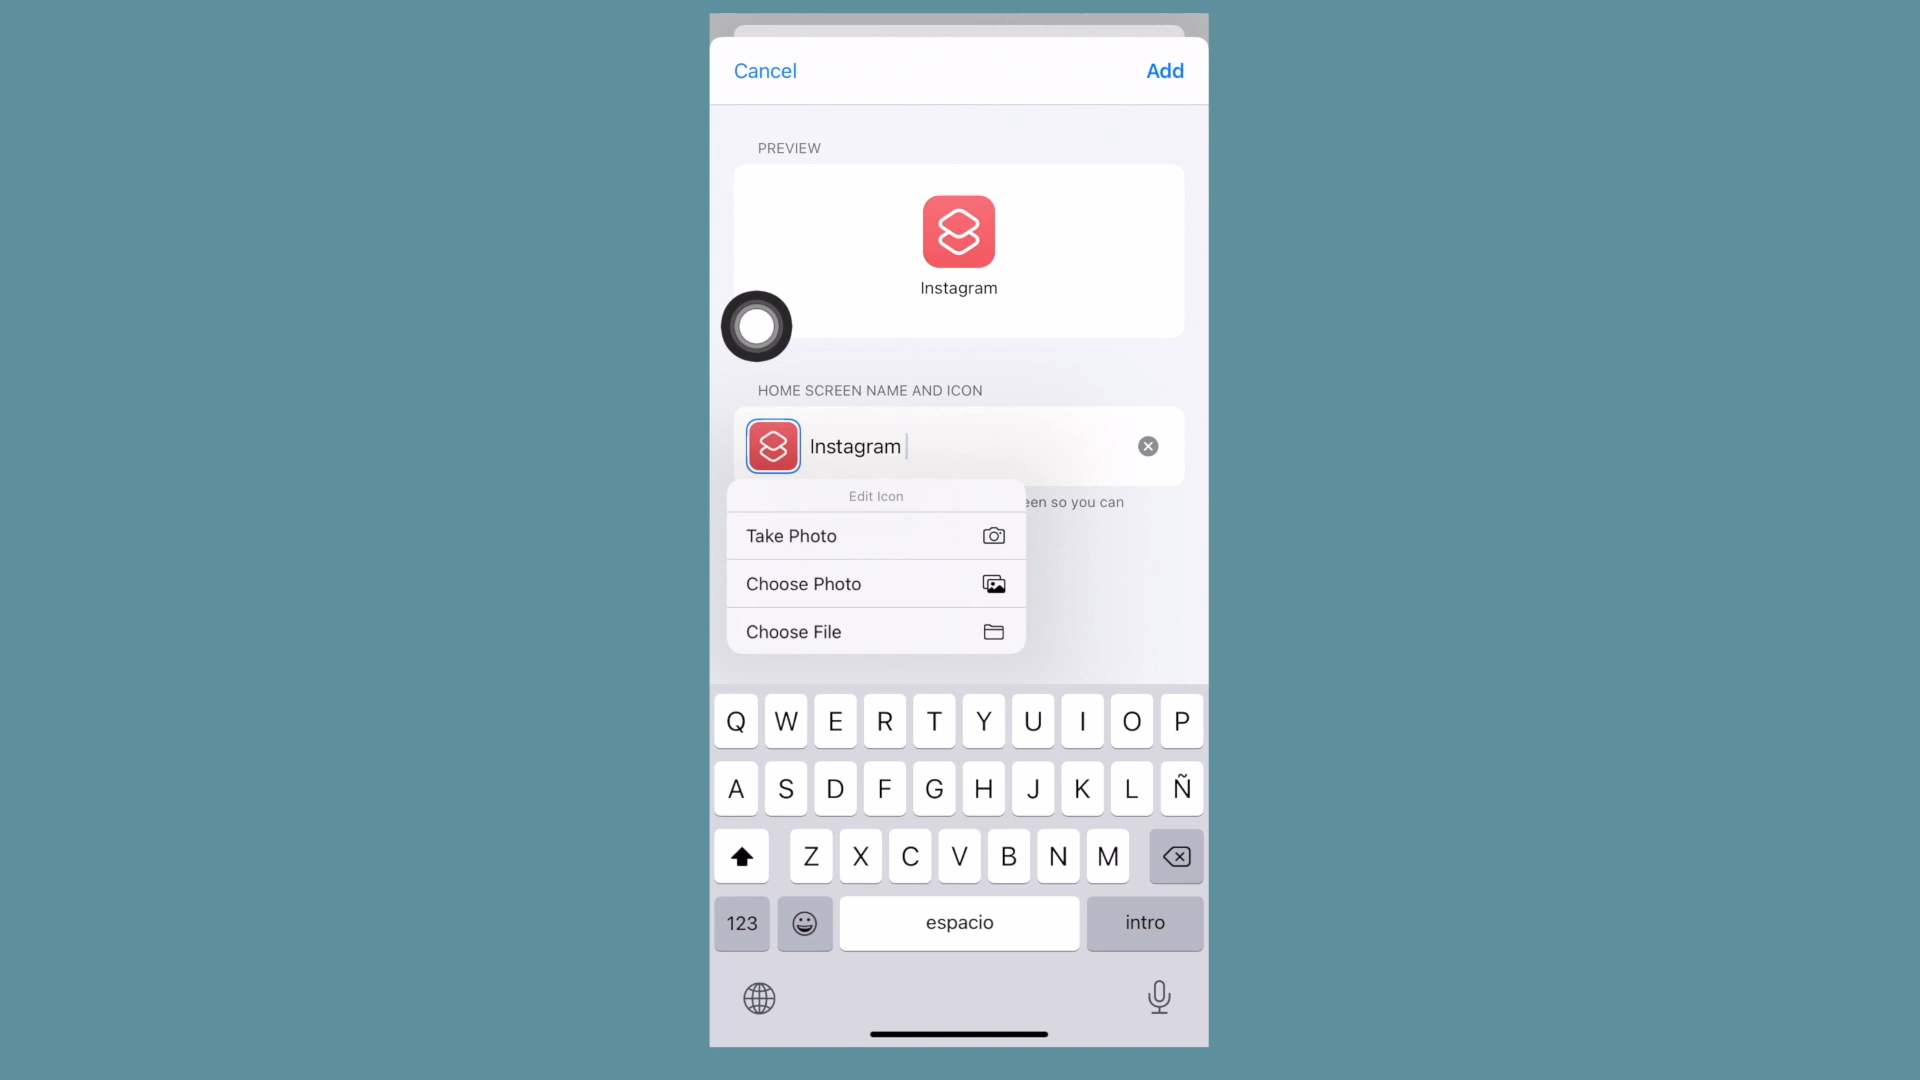 Cancel
Add
PREVIEW
Instagram
HOME SCREEN NAME AND ICON
Instagram
Edit Icon
een so you can
Take Photo
Choose Photo
Choose File
Q W E R T Y U I O P
A S D F G H J K L Ñ
Z X C V B N M
123 espacio intro